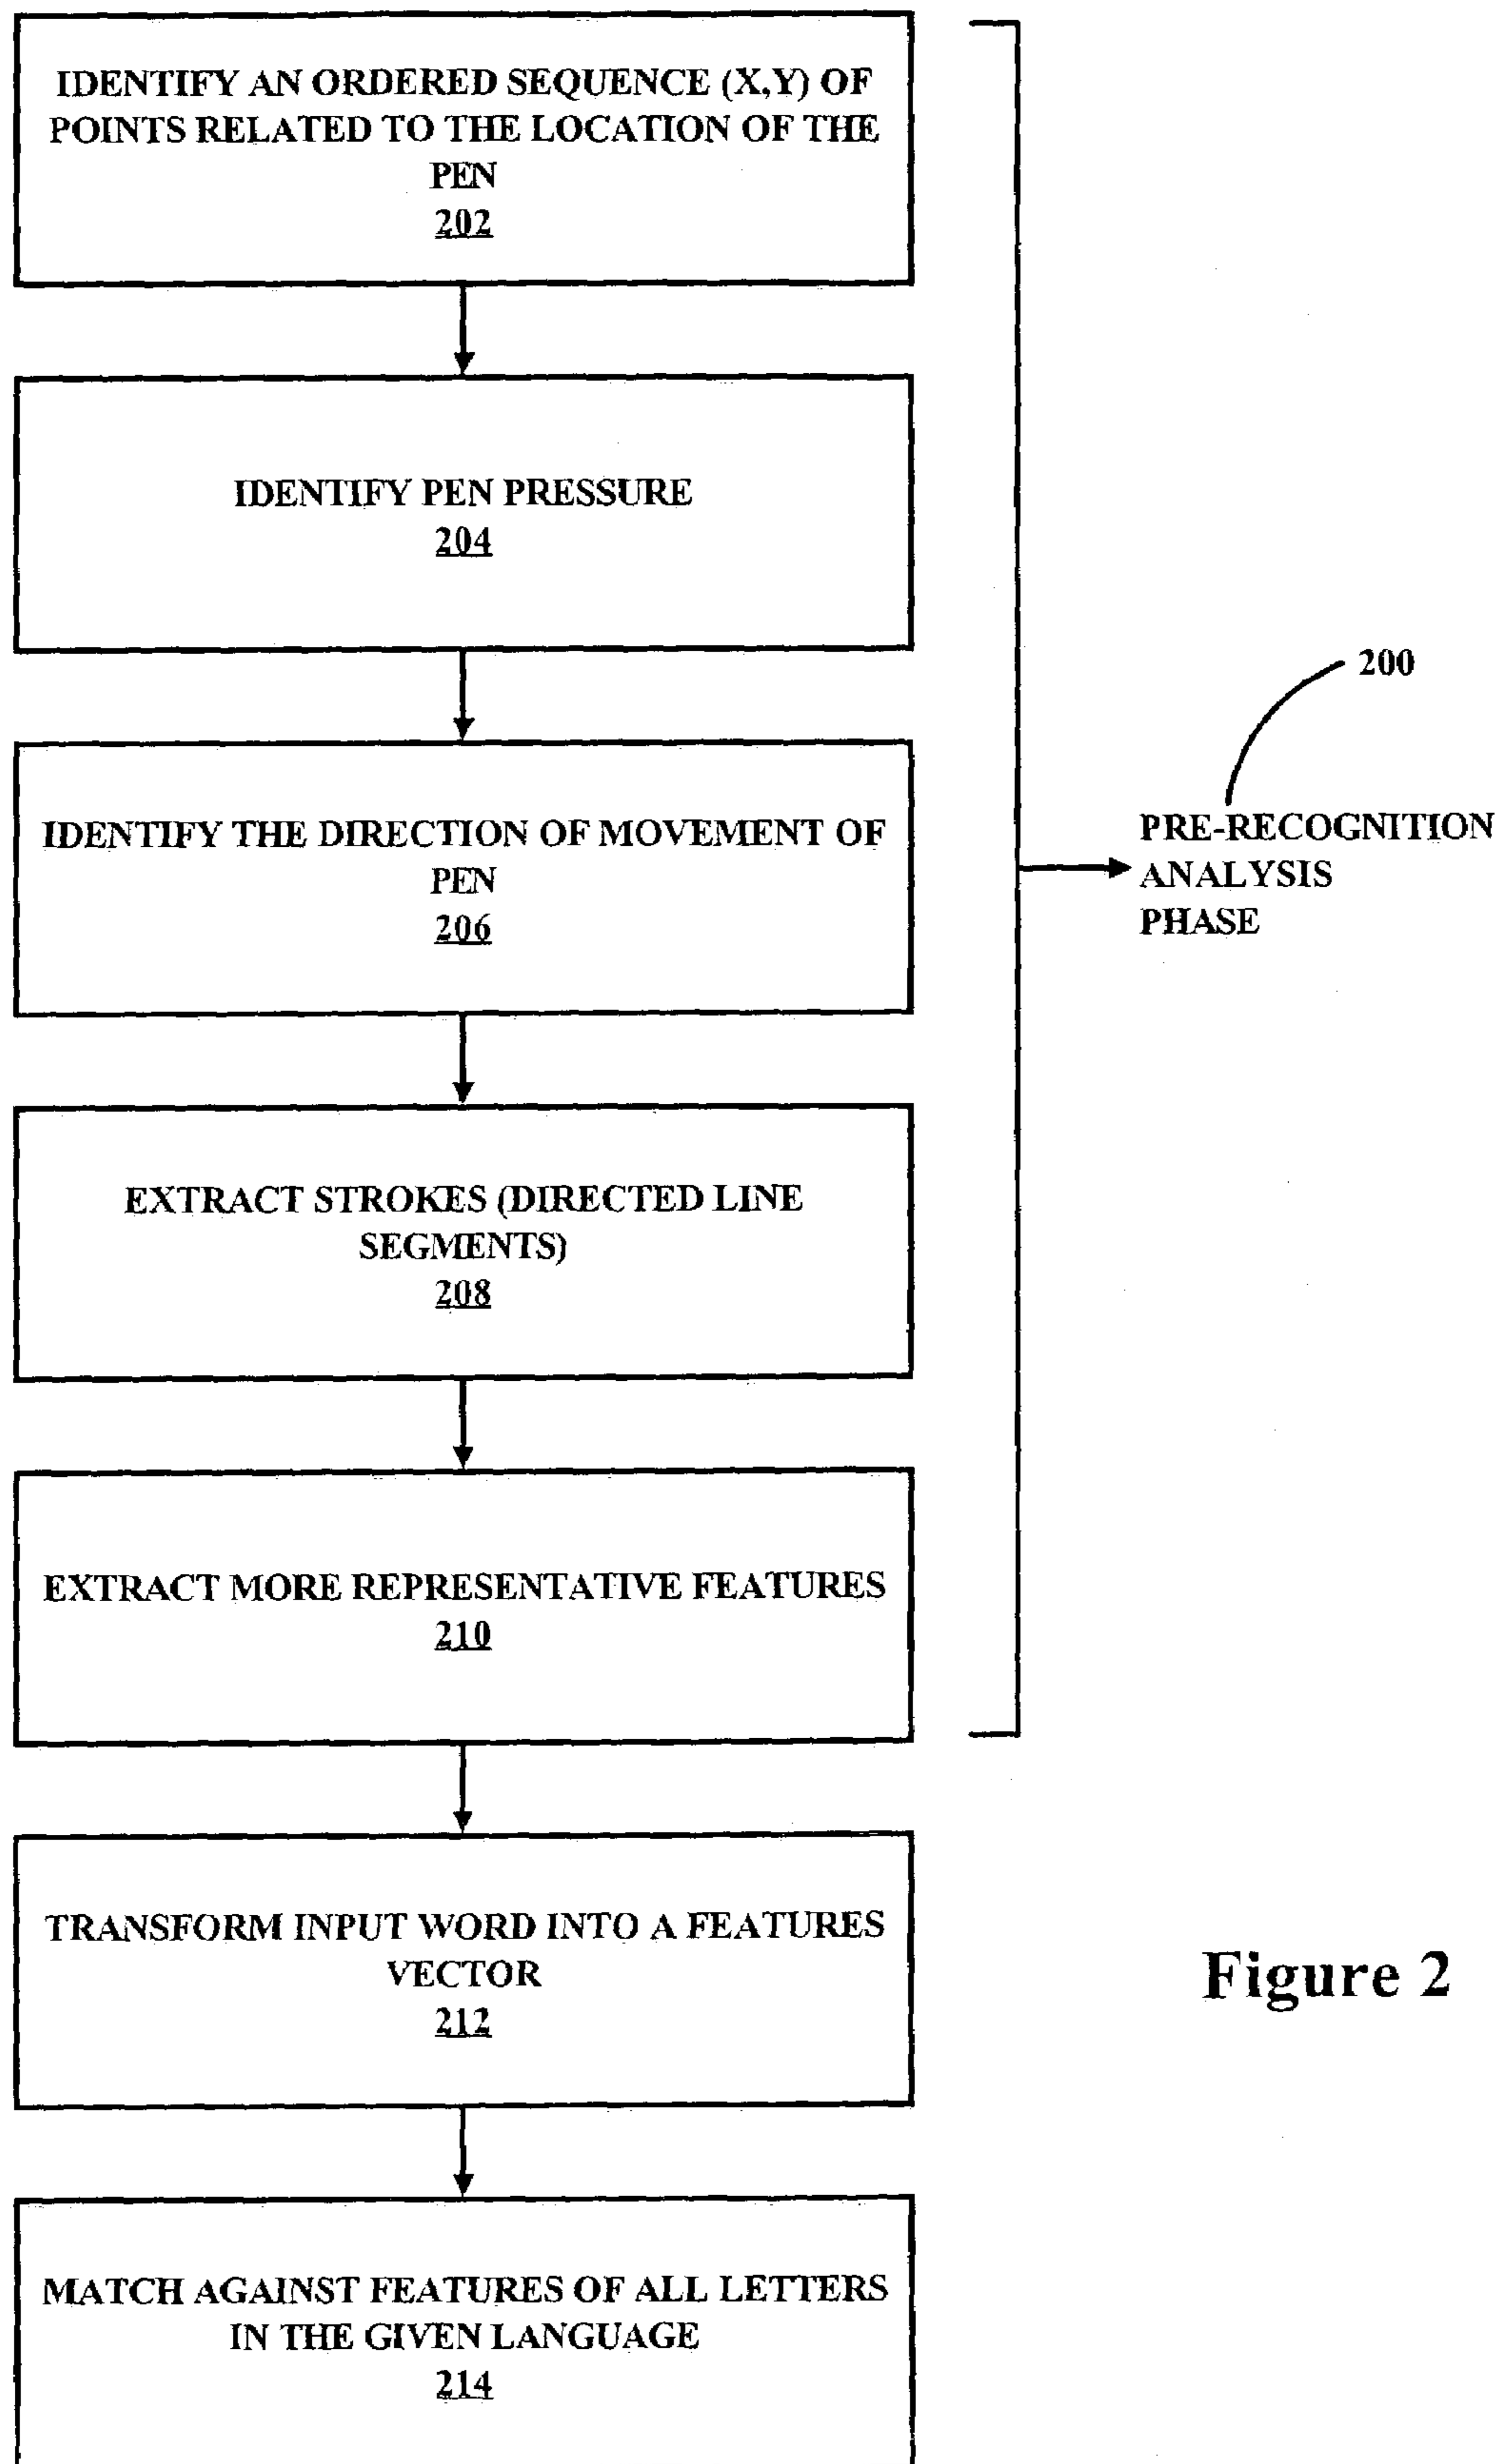 IDENTIFY AN ORDERED SEQUENCE (X,Y) OF
POINTS RELATED TO THE LOCATION OF THE
PEN
202
IDENTIFY PEN PRESSURE
204
200
IDENTIFY THE DIRECTION OF MOVEMENT OF
PEN
206
PRE-RECOGNITION
ANALYSIS
PHASE
EXTRACT STROKES (DIRECTED LINE
SEGMENTS)
208
EXTRACT MORE REPRESENTATIVE FEATURES
210
TRANSFORM INPUT WORD INTO A FEATURES
VECTOR
212
Figure 2
MATCH AGAINST FEATURES OF ALL LETTERS
IN THE GIVEN LANGUAGE
214